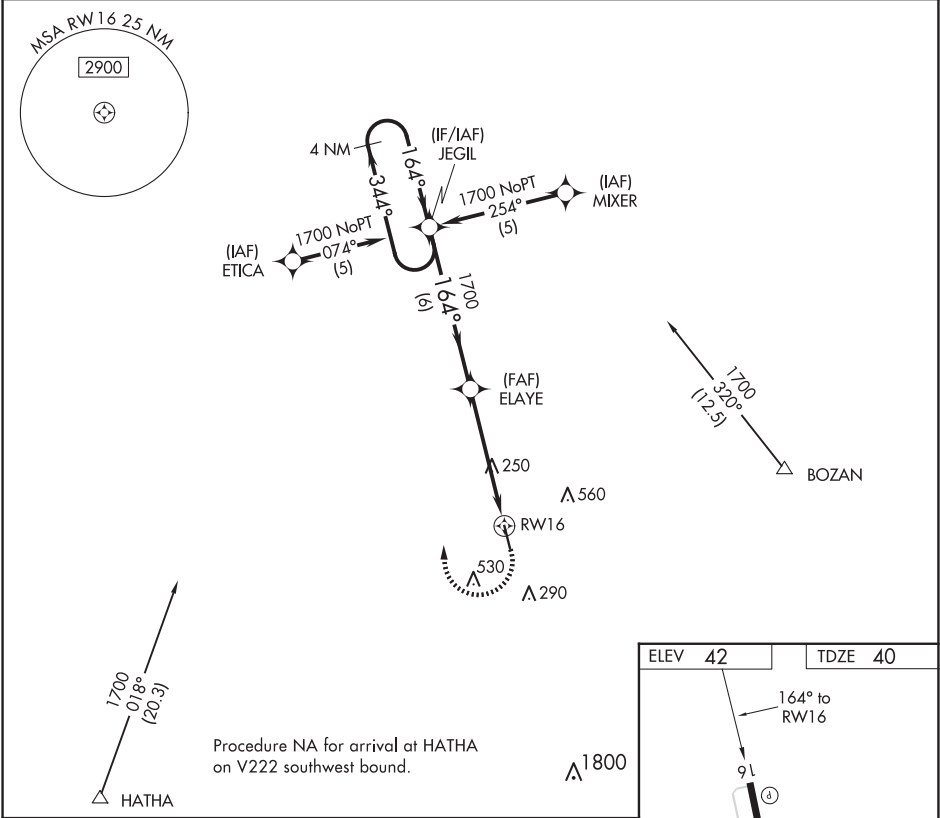 MSA RW16 25 NM
2900
(IF/IAF)
JEGIL
4 NM
164°
344°
1700 NoPT
254°
(5)
(IAF)
MIXER
(IAF)
ETICA
1700 NoPT
074°
(5)
1700
164°
(6)
(FAF)
ELAYE
1700
320°
(12.5)
BOZAN
250
560
RW16
530
290
1700
018°
(20.3)
HATHA
Procedure NA for arrival at HATHA
on V222 southwest bound.
1800
ELEV 42
TDZE 40
164° to
RW16
16
P